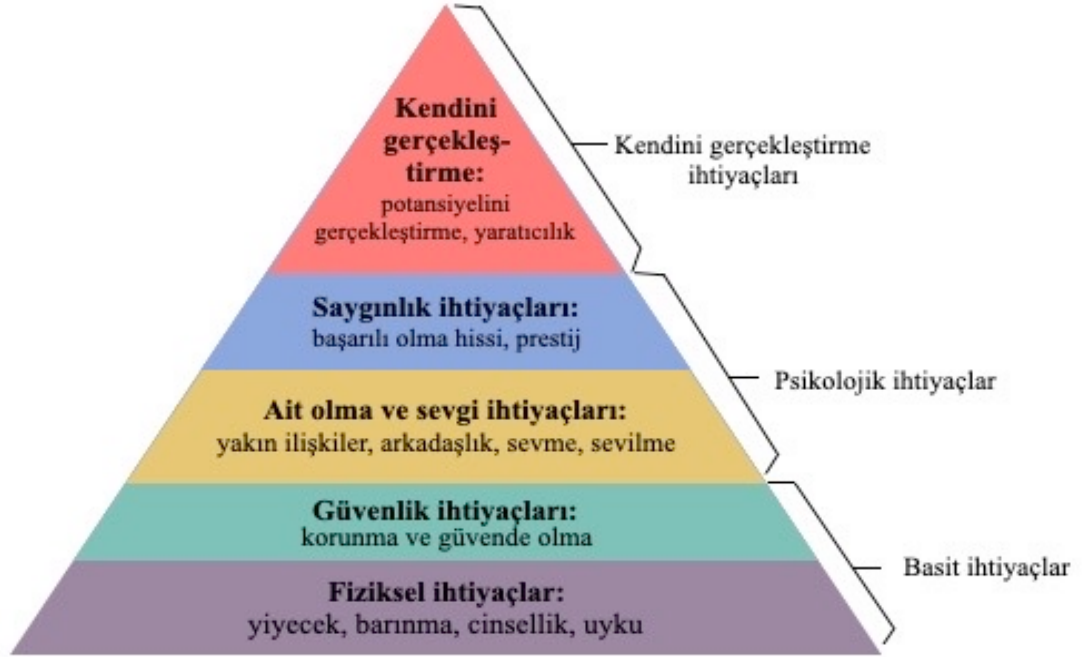 Kendini
gerçekleş-
tirme:
potansiyelini
gerçekleştirme, yaratıcılık
Kendini gerçekleştirme
ihtiyaçları
Saygınlık ihtiyaçları:
başarılı olma hissi, prestij
Psikolojik ihtiyaçlar
Ait olma ve sevgi ihtiyaçları:
yakın ilişkiler, arkadaşlık, sevme, sevilme
Güvenlik ihtiyaçları:
korunma ve güvende olma
Basit ihtiyaçlar
Fiziksel ihtiyaçlar:
yiyecek, barınma, cinsellik, uyku